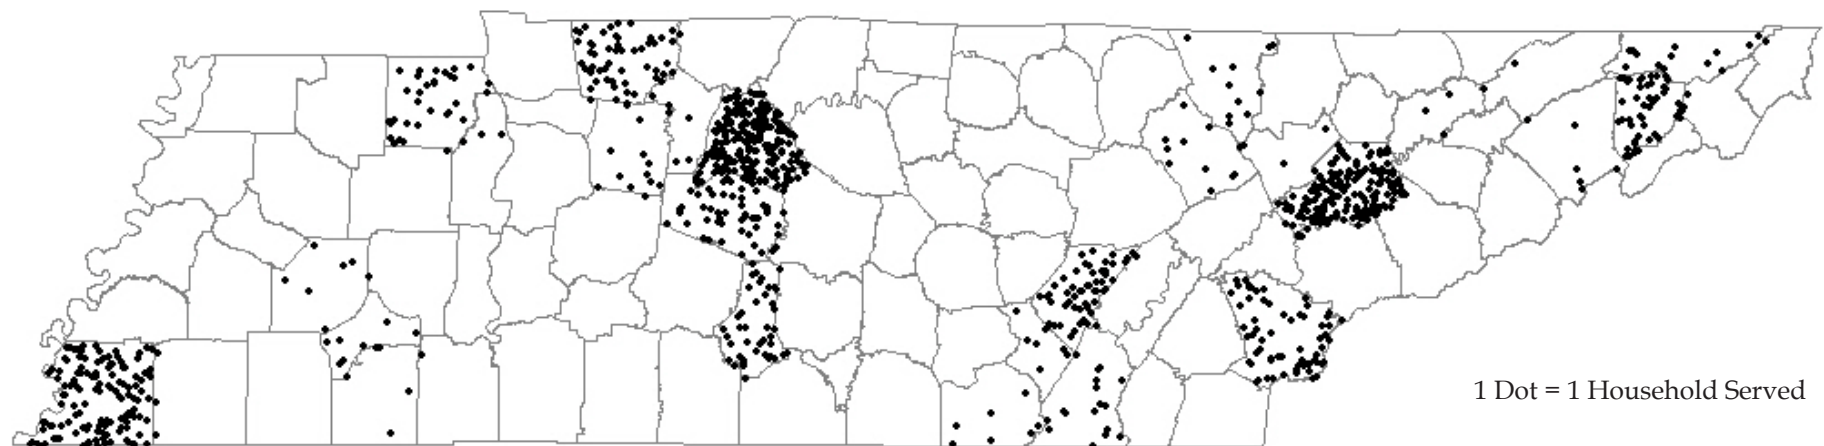 1 Dot = 1 Household Served